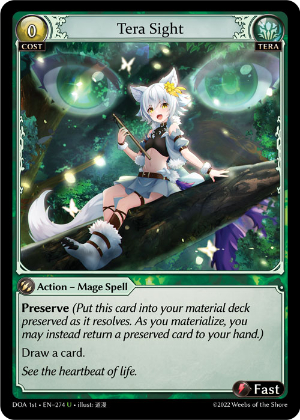 0
Tera Sight
COST
TERA
Action – Mage Spell
Preserve (Put this card into your material deck
preserved as it resolves. As you materialize, you
may instead return a preserved card to your hand.)
Draw a card.
See the heartbeat of life.
Fast
DOA 1st • EN–274 U • illust: 道漫
©2022 Weebs of the Shore